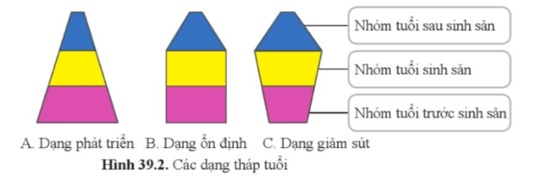 Nhóm tuổi sau sinh sản
Nhóm tuổi sinh sản
Nhóm tuổi trước sinh sản
A. Dạng phát triển B. Dạng ổn định C. Dạng giảm sút
Hình 39.2. Các dạng tháp tuổi